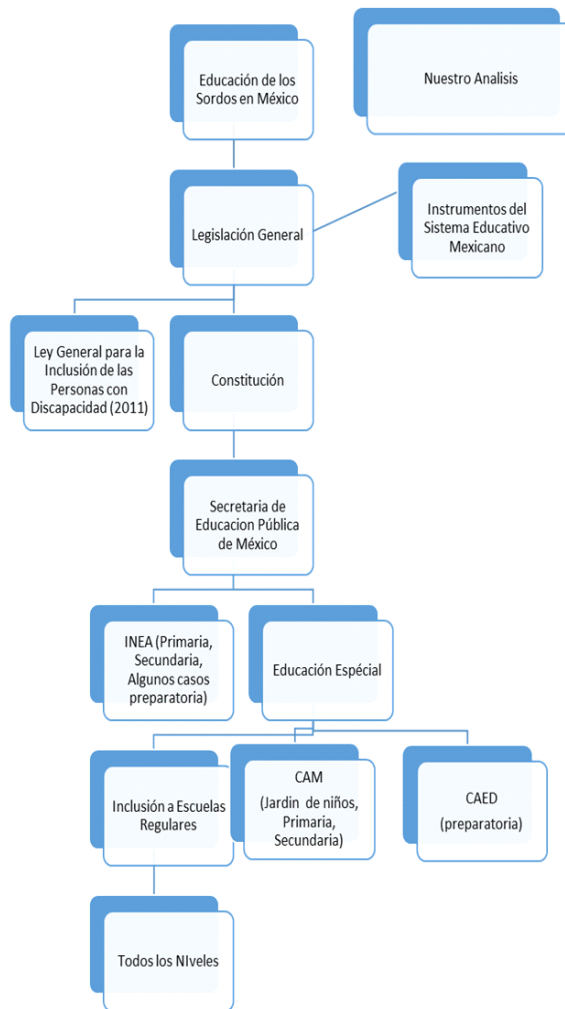 Educación de los
Sordos en México
Nuestro Analisis
Legislación General
Instrumentos del
Sistema Educativo
Mexicano
Ley General para la
Inclusión de las
Personas con
Discapacidad (2011)
Constitución
Secretaria de
Educacion Pública
de México
INEA (Primaria,
Secundaria,
Algunos casos
preparatoria)
Educación Espécial
Inclusión a Escuelas
Regulares
CAM
(Jardin de niños,
Primaria,
Secundaria)
CAED
(preparatoria)
Todos los NIveles